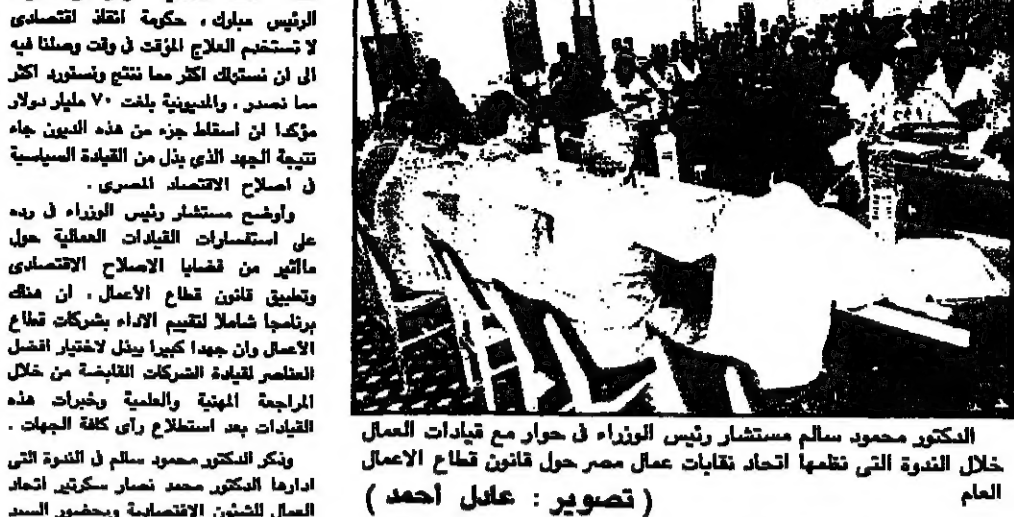 الرئيس مبارك ، حكومة انقاذ اقتصادى
لا تستخدم العلاج المؤقت فى وقت وصلنا فيه
الى ان نستهلك اكثر مما ننتج ونستورد اكثر
مما نصدر ، والمديونية بلغت ٧٠ مليار دولار
مؤكدا ان اسقاط جزء من هذه الديون جاء
نتيجة الجهد الذي بذل من القيادة السياسية
فى اصلاح الاقتصاد المصرى .
وأوضح مستشار رئيس الوزراء فى رده
على استفسارات القيادات العمالية حول
ماأثير من قضايا الاصلاح الاقتصادى
وتطبيق قانون قطاع الأعمال ، ان هناك
برنامجا شاملا لتقييم الاداء بشركات قطاع
الأعمال وان جهدا كبيرا يبذل لاختيار افضل
العناصر لقيادة الشركات القابضة من خلال
المراجعة المهنية والعلمية وخبرات هذه
القيادات بعد استطلاع رأى كافة الجهات .
وذكر الدكتور محمود سالم فى الندوة التى
ادارها الدكتور محمد نصار سكرتير اتحاد
العمال للشئون الاقتصادية وبحضور السيد
الدكتور محمود سالم مستشار رئيس الوزراء فى حوار مع قيادات العمال
خلال الندوة التى نظمها اتحاد نقابات عمال مصر حول قانون قطاع الاعمال
العام
( تصوير : عادل أحمد )